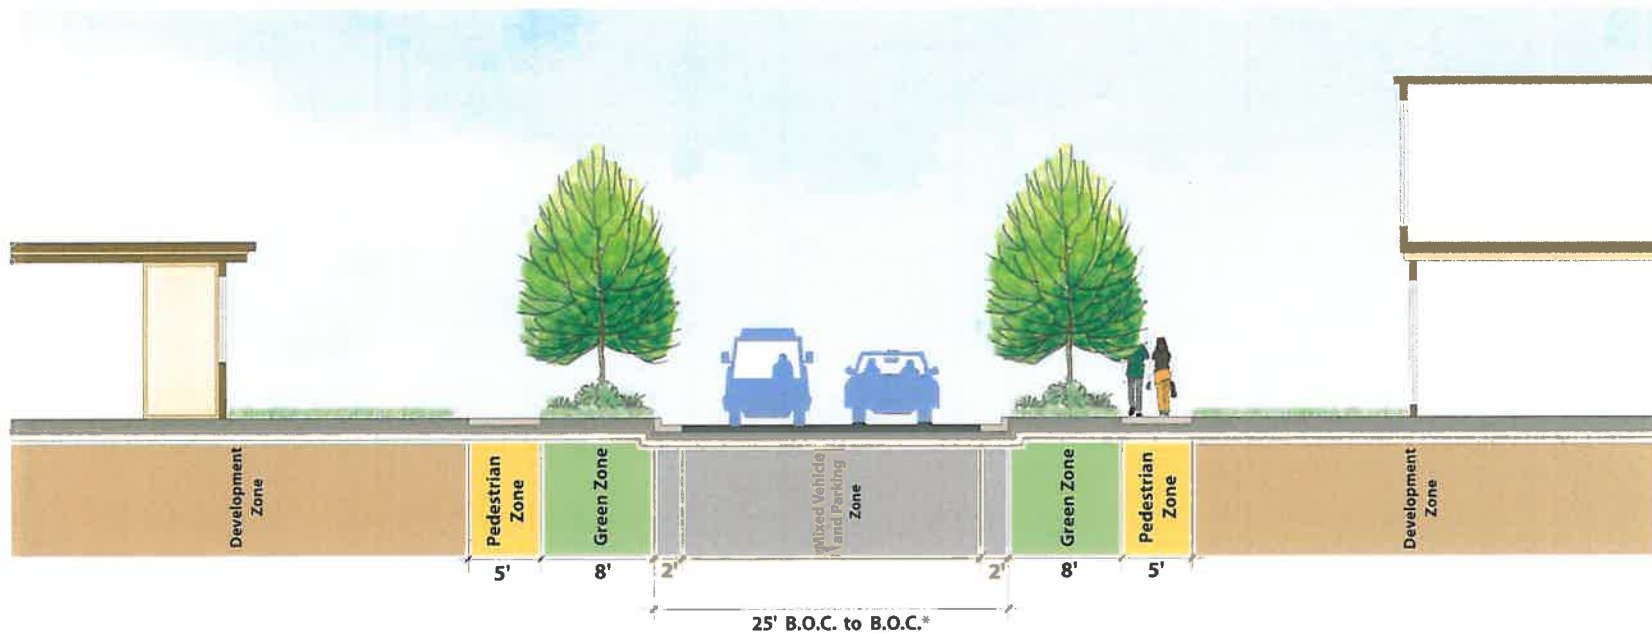 Development
Zone
Pedestrian
Zone
Green Zone
Mixed Vehicle
and Parking
Zone
Green Zone
Pedestrian
Zone
Development
Zone
5'
8'
2'
2'
8'
5'
25' B.O.C. to B.O.C.*